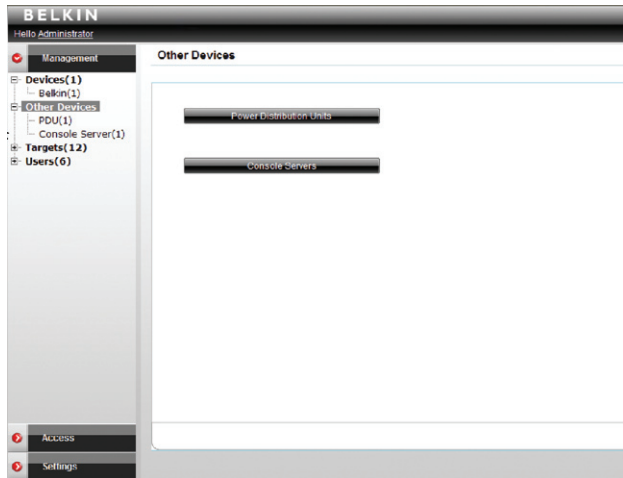 BELKIN
Hello Administrator
Management
Devices(1)
Belkin(1)
Other Devices
PDU(1)
Console Server(1)
Targets(12)
Users(6)
Access
Settings
Other Devices
Power Distribution Units
Console Servers